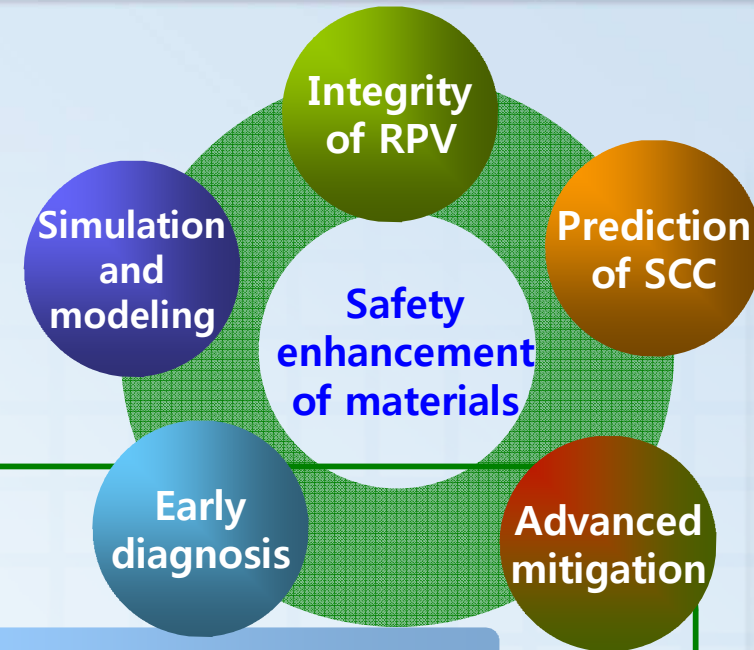 Integrity
of RPV
Prediction
of SCC
Simulation
and
modeling
Safety
enhancement
of materials
Early
diagnosis
Advanced
mitigation